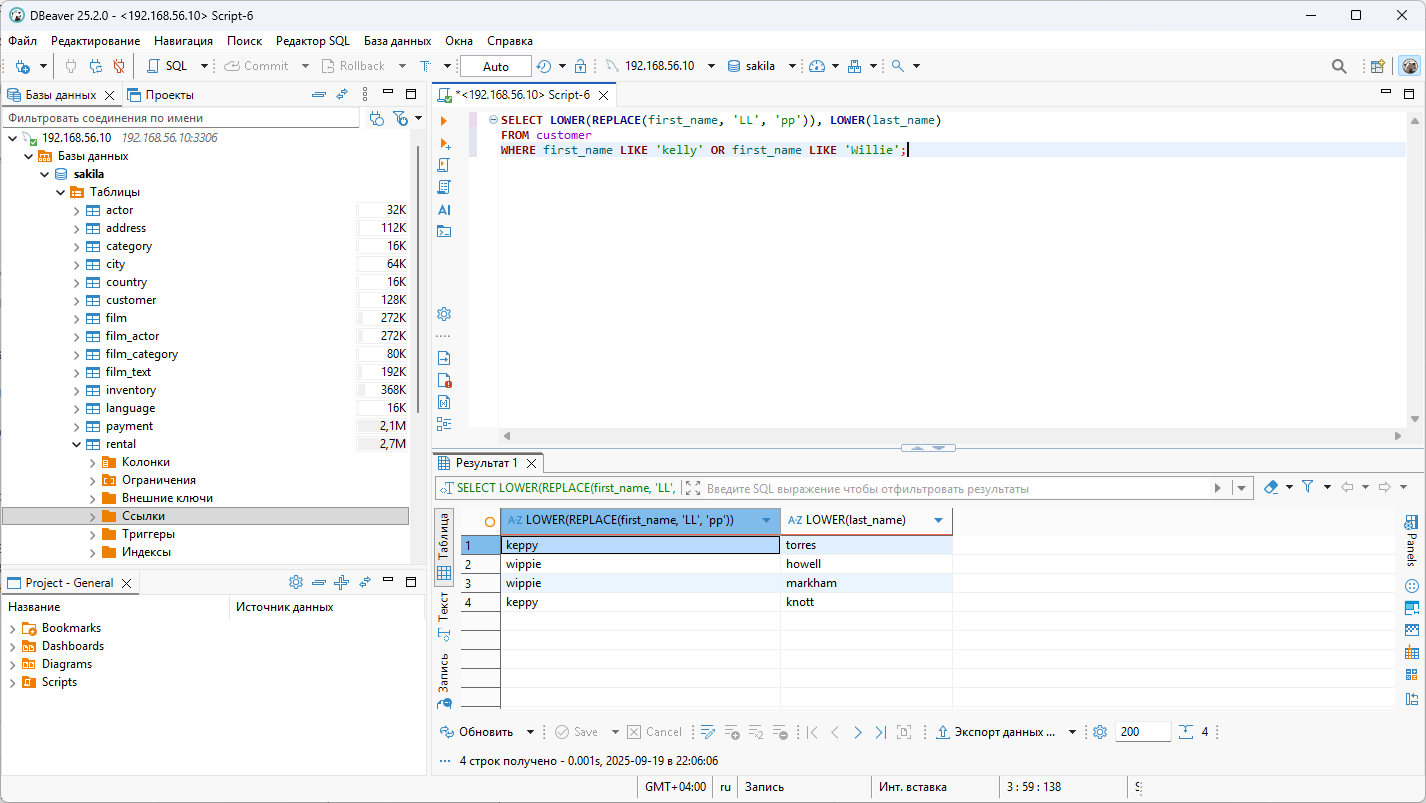 DBeaver 25.2.0 - <192.168.56.10> Script-6
Файл Редактирование Навигация Поиск Редактор SQL База данных Окна Справка
SQL Commit Rollback T Auto 192.168.56.10 sakila
Базы данных Проекты
*<192.168.56.10> Script-6
Фильтровать соединения по имени
192.168.56.10 192.168.56.10:3306
Базы данных
sakila
Таблицы
actor 32K
address 112K
category 16K
city 64K
country 16K
customer 128K
film 272K
film_actor 272K
film_category 80K
film_text 192K
inventory 368K
language 16K
payment 2,1M
rental 2,7M
Колонки
Ограничения
Внешние ключи
Ссылки
Триггеры
Индексы
SELECT LOWER(REPLACE(first_name, 'LL', 'pp')), LOWER(last_name)
FROM customer
WHERE first_name LIKE 'kelly' OR first_name LIKE 'Willie';
AI
Результат 1
SELECT LOWER(REPLACE(first_name, 'LL', Введите SQL выражение чтобы отфильтровать результаты
Таблица
Текст
Запись
A-Z LOWER(REPLACE(first_name, 'LL', 'pp')) A-Z LOWER(last_name)
1 keppy torres
2 wippie howell
3 wippie markham
4 keppy knott
Panels
Обновить Save Cancel Экспорт данных ... 200 4
4 строк получено - 0.001s, 2025-09-19 в 22:06:06
Project - General
Название Источник данных
Bookmarks
Dashboards
Diagrams
Scripts
GMT+04:00 ru Запись Инт. вставка 3 : 59 : 138